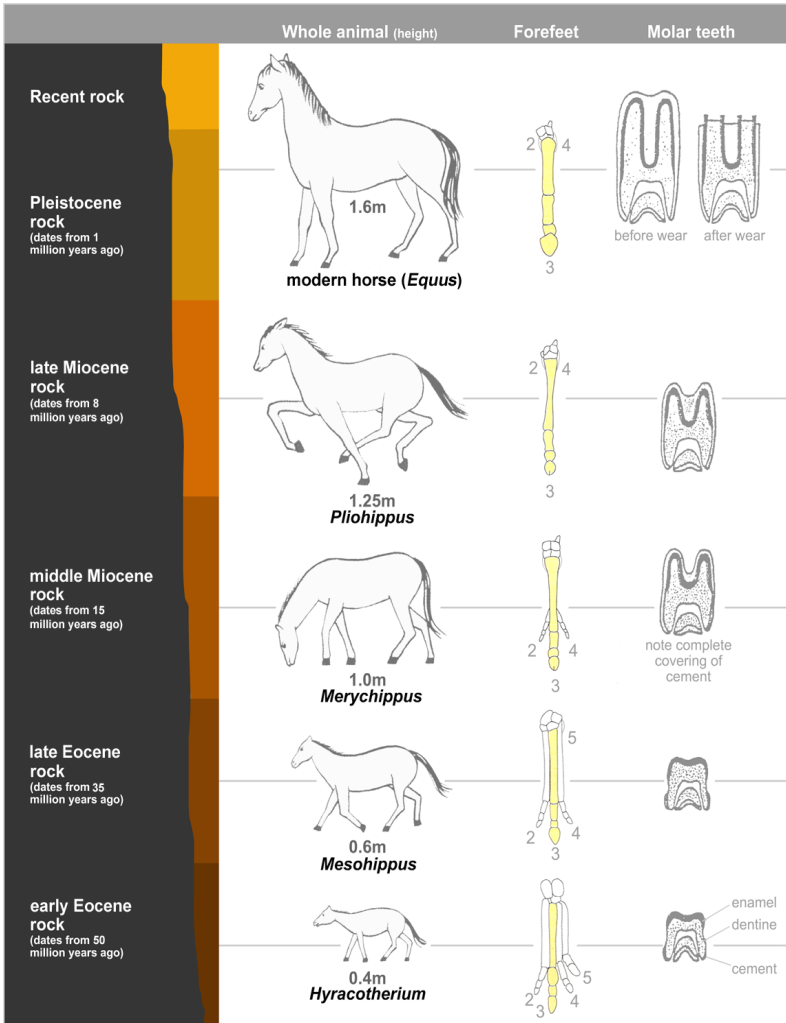 Whole animal (height) Forefeet Molar teeth
Recent rock
2 4
3
1.6m
before wear after wear
modern horse (Equus)
Pleistocene
rock
(dates from 1
million years ago)
late Miocene
rock
(dates from 8
million years ago)
2 4
3
1.25m
Pliohippus
middle Miocene
rock
(dates from 15
million years ago)
2 4
3
1.0m
Merychippus
note complete
covering of
cement
late Eocene
rock
(dates from 35
million years ago)
5
2 4
3
0.6m
Mesohippus
early Eocene
rock
(dates from 50
million years ago)
5
2 4
3
0.4m
Hyracotherium
enamel
dentine
cement